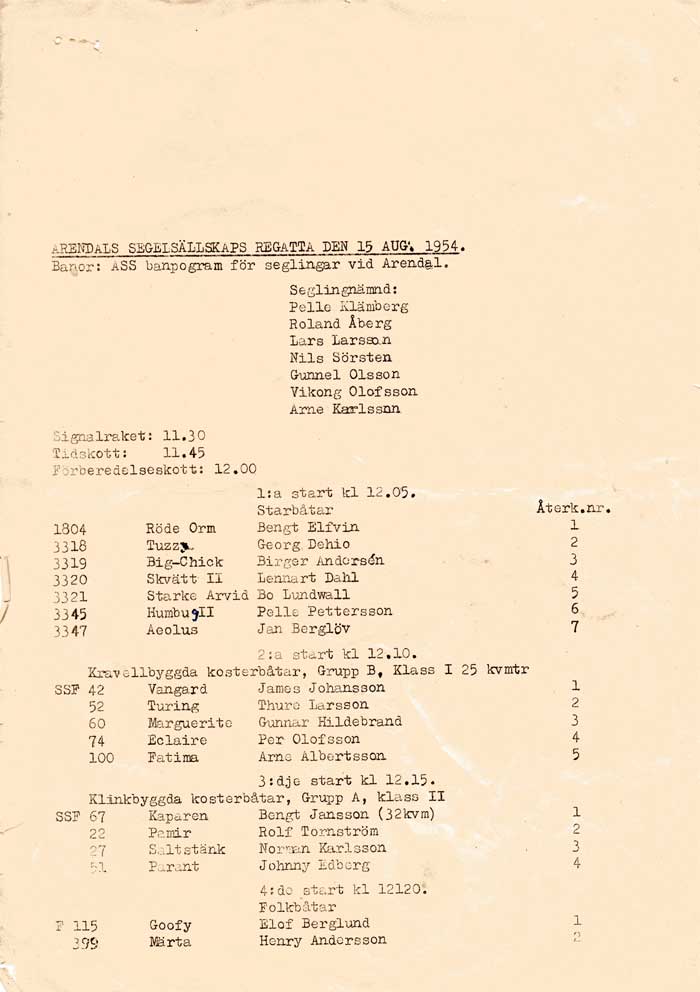 ARENDALS SEGELSÄLLSKAPS REGATTA DEN 15 AUG. 1954.
Banor: ASS banpogram för seglingar vid Arendal.
Seglingnämnd:
Pelle Klämberg
Roland Åberg
Lars Larsson
Nils Sörsten
Gunnel Olsson
Vikong Olofsson
Arne Karlssnn
Signalraket: 11.30
Tidskott: 11.45
Förberedelseskott: 12.00
1:a start kl 12.05.
Starbåtar Återk.nr.
1804 Röde Orm Bengt Elfvin 1
3318 Tuzzy Georg Dehio 2
3319 Big-Chick Birger Andersén 3
3320 Skvätt II Lennart Dahl 4
3321 Starke Arvid Bo Lundwall 5
3345 HumbugII Pelle Pettersson 6
3347 Aeolus Jan Berglöv 7
2:a start kl 12.10.
Kravellbyggda kosterbåtar, Grupp B, Klass I 25 kvmtr
SSF 42 Vangard James Johansson 1
52 Turing Thure Larsson 2
60 Marguerite Gunnar Hildebrand 3
74 Eclaire Per Olofsson 4
100 Fatima Arne Albertsson 5
3:dje start kl 12.15.
Klinkbyggda kosterbåtar, Grupp A, klass II
SSF 67 Kaparen Bengt Jansson (32kvm) 1
22 Pamir Rolf Tornström 2
27 Saltstänk Norman Karlsson 3
51 Parant Johnny Edberg 4
4:de start kl 12120.
Folkbåtar
F 115 Goofy Elof Berglund 1
399 Märta Henry Andersson 2